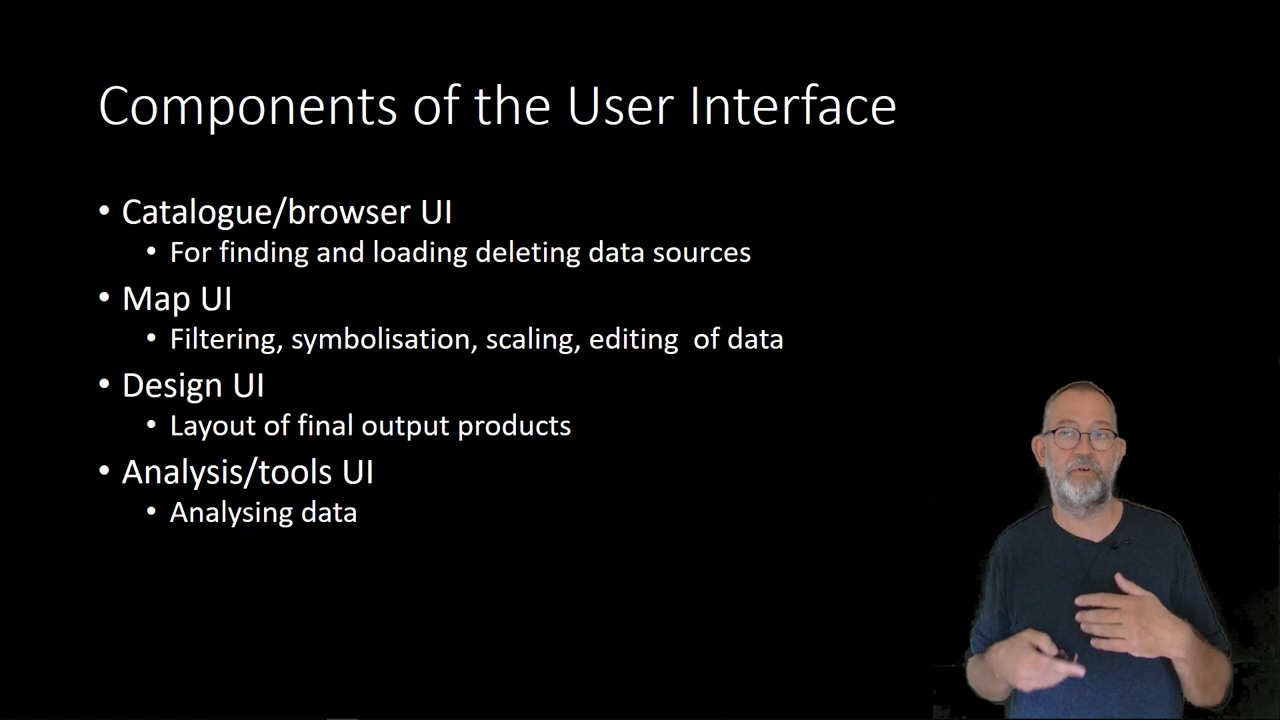 Components of the User Interface
• Catalogue/browser UI
• For finding and loading deleting data sources
• Map UI
• Filtering, symbolisation, scaling, editing  of data
• Design UI
• Layout of final output products
• Analysis/tools UI
• Analysing data